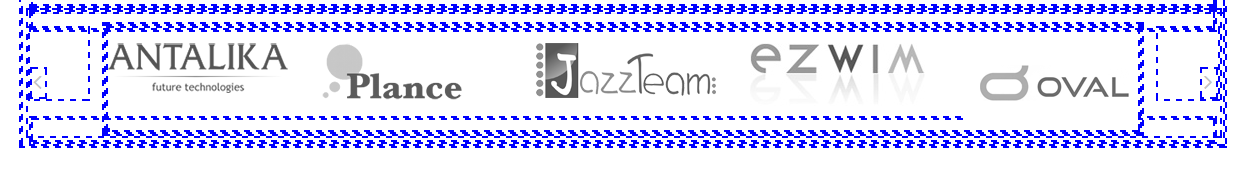 ANTALIKA
future technologies
Plance
JazzTeam:
ezwim
OVAL